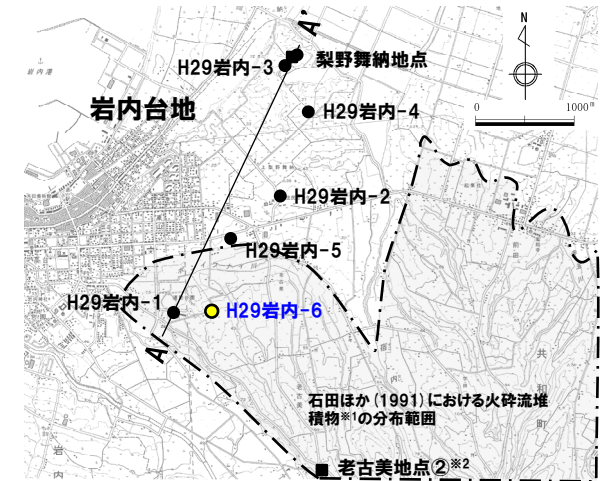 A'
N
梨野舞納地点
H29岩内-3
0 1000m
岩内台地
H29岩内-4
H29岩内-2
H29岩内-5
H29岩内-1
H29岩内-6
A
共和町
石田ほか(1991)における火砕流堆
積物※1の分布範囲
老古美地点②※2